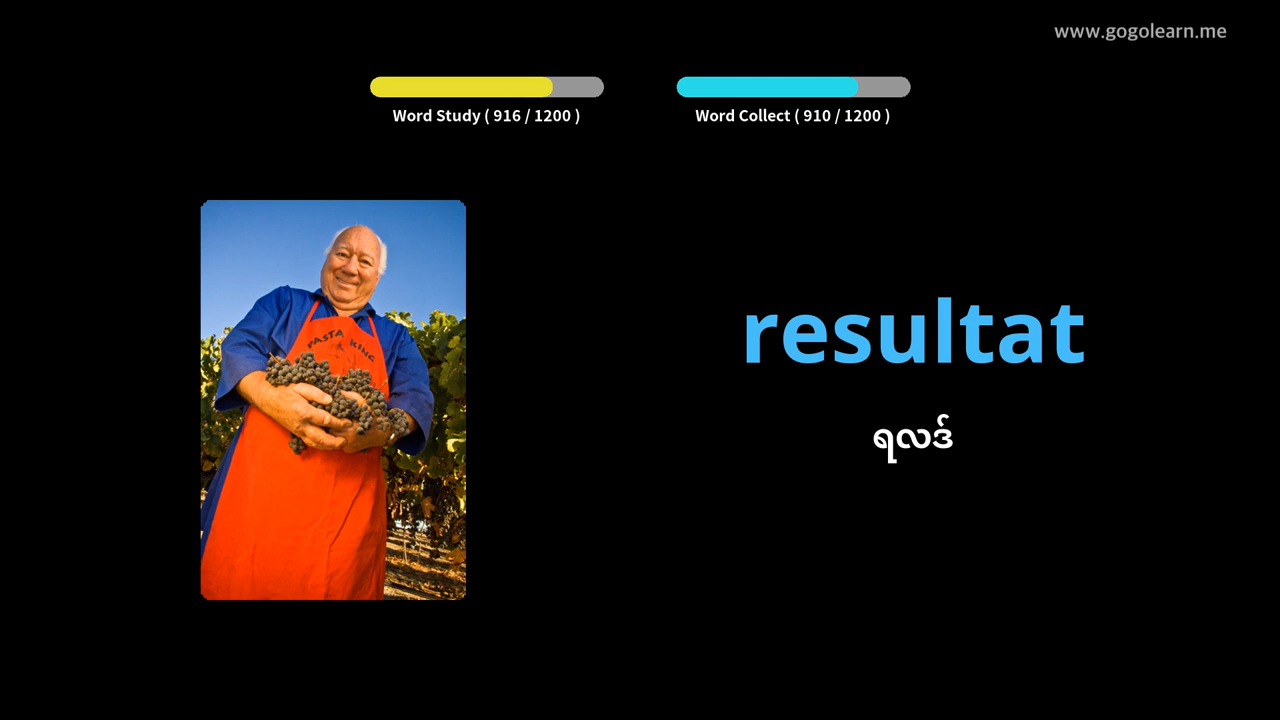 www.gogolearn.me
Word Study ( 916 / 1200 )
Word Collect ( 910 / 1200 )
PASTA KING
resultat
ရလဒ်